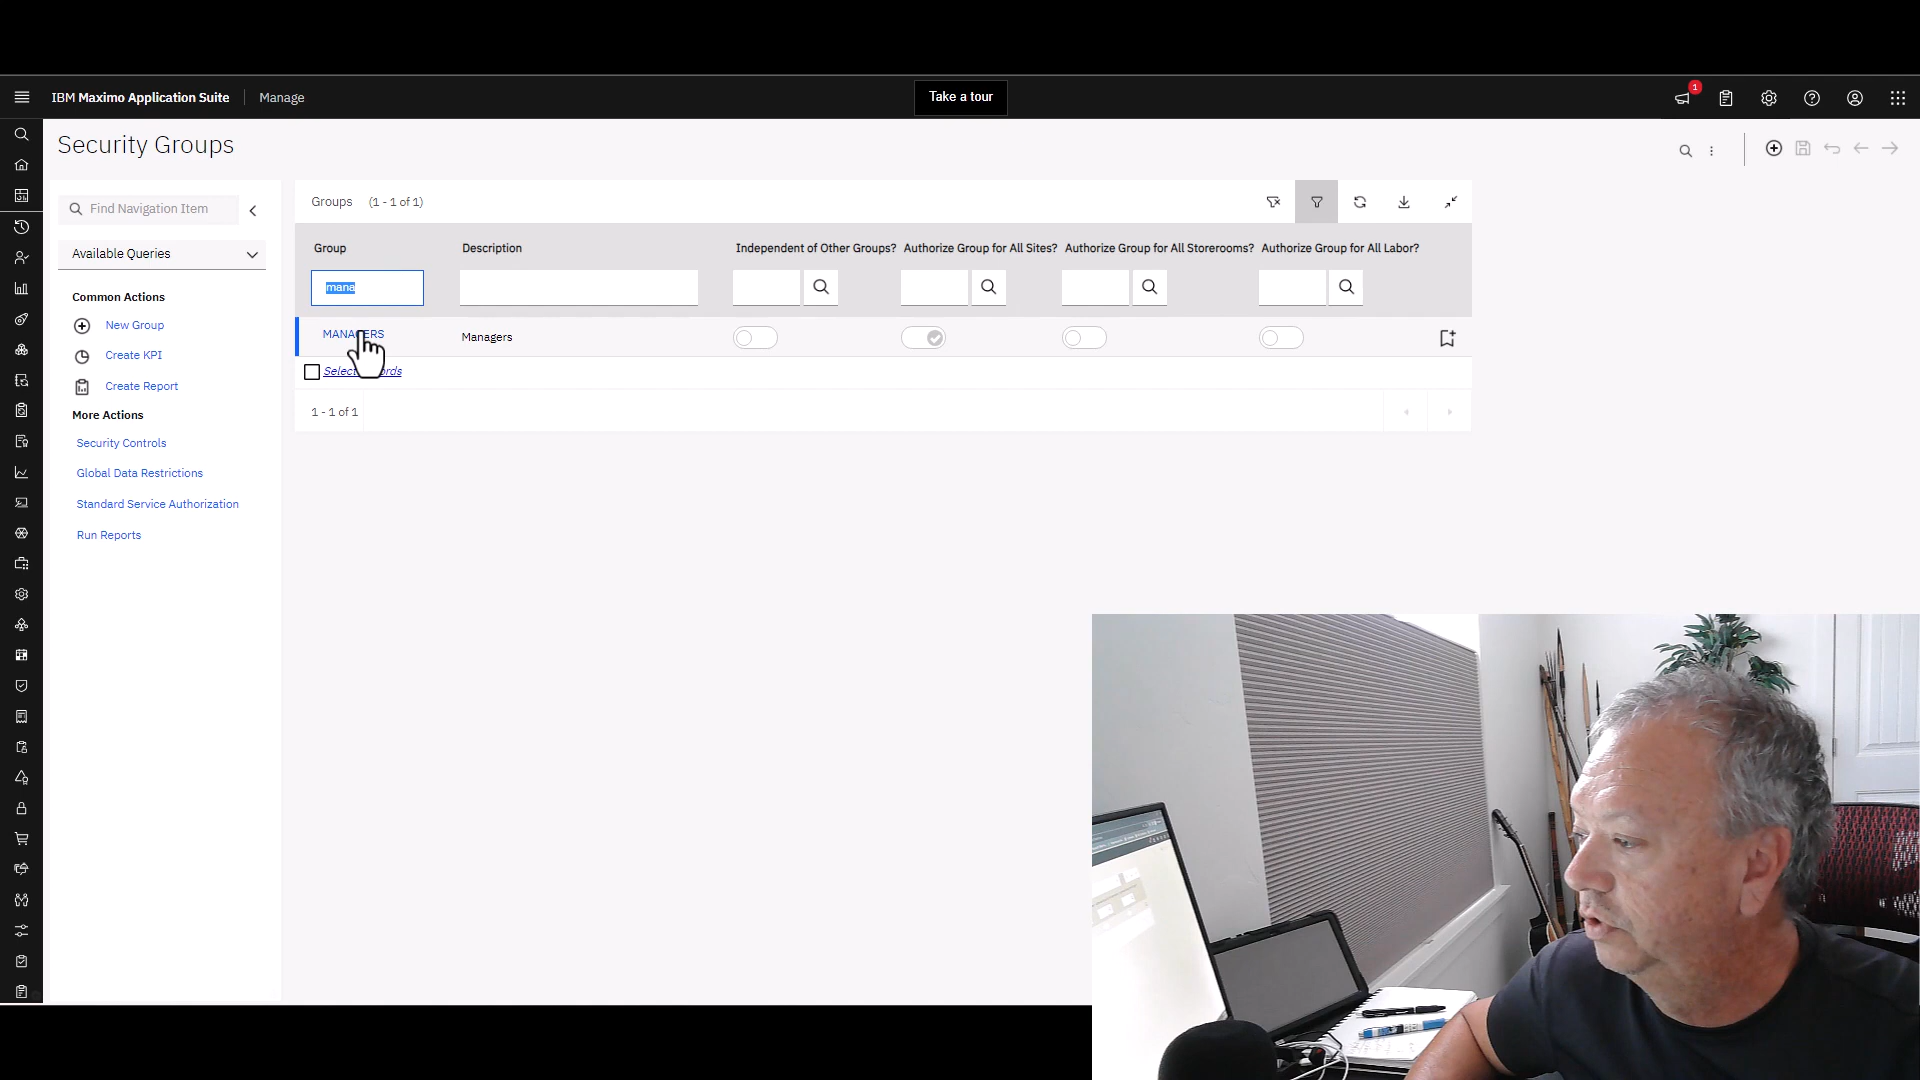 IBM Maximo Application Suite
Manage
Take a tour
1
Security Groups
Find Navigation Item
Available Queries
Common Actions
New Group
Create KPI
Create Report
More Actions
Security Controls
Global Data Restrictions
Standard Service Authorization
Run Reports
Groups (1 - 1 of 1)
Group Description Independent of Other Groups? Authorize Group for All Sites? Authorize Group for All Storerooms? Authorize Group for All Labor?
mana
MANAGERS Managers
1 - 1 of 1